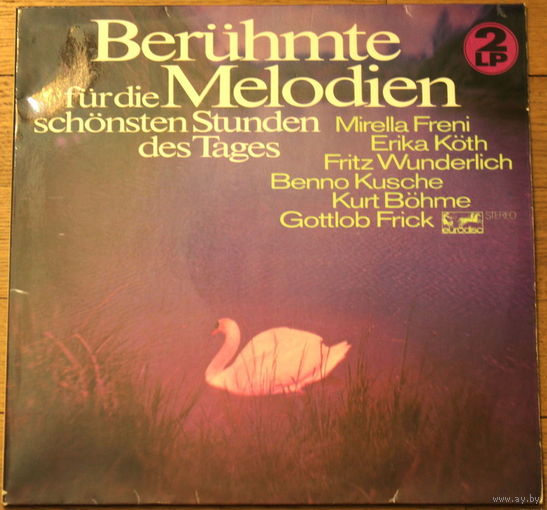 Berühmte
für die Melodien
schönsten Stunden
des Tages
2
LP
Mirella Freni
Erika Köth
Fritz Wunderlich
Benno Kusche
Kurt Böhme
Gottlob Frick
eurodisc
STEREO
www.ay.by